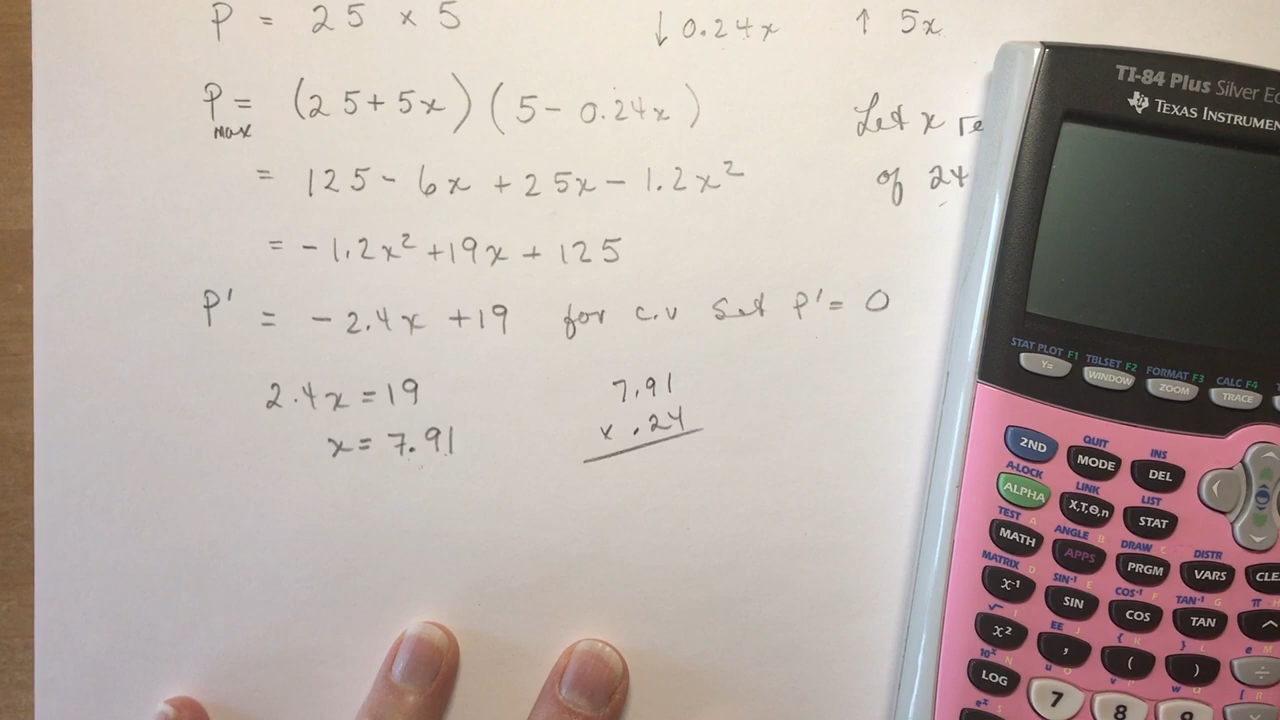 P = 25 x 5
↓ 0.24x ↑ 5x
P = (25+5x)(5-0.24x)
max
Let x re
= 125 - 6x + 25x - 1.2x²
of 24
= -1.2x² + 19x + 125
P' = -2.4x + 19 for c.v Set P' = 0
2.4x = 19
x = 7.91
7.91
x .24
TI-84 Plus Silver Ed
TEXAS INSTRUMEN
STAT PLOT F1 TBLSET F2 FORMAT F3 CALC F4
Y= WINDOW ZOOM TRACE
QUIT INS
2ND MODE DEL
A-LOCK LINK LIST
ALPHA X,T,Θ,n STAT
TEST A ANGLE B DRAW C DISTR
MATH APPS PRGM VARS CLE
MATRIX D SIN-1 E COS-1 F TAN-1 G π
X-1 SIN COS TAN ^
√ I EE J { K } L e M
X² , ( ) ÷
10x N u O v P w Q [ R
LOG 7 8 9 ×
ex S